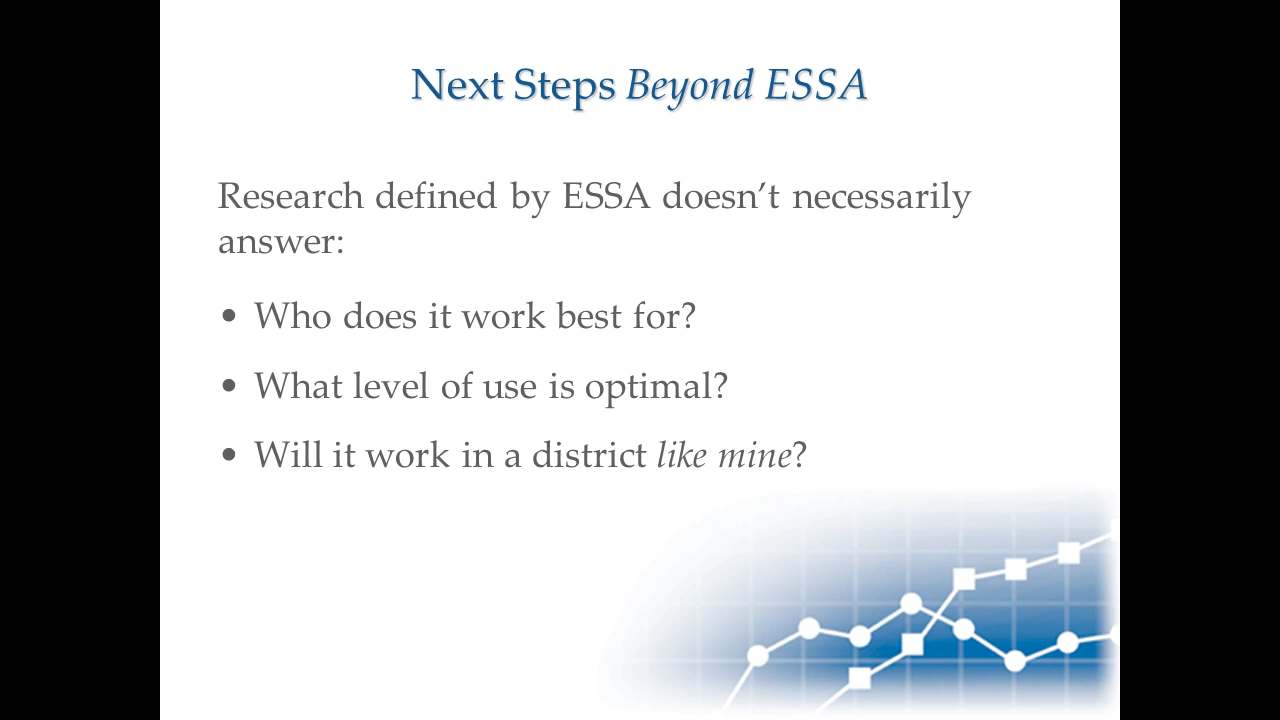 Next Steps Beyond ESSA
Research defined by ESSA doesn’t necessarily
answer:
• Who does it work best for?
• What level of use is optimal?
• Will it work in a district like mine?